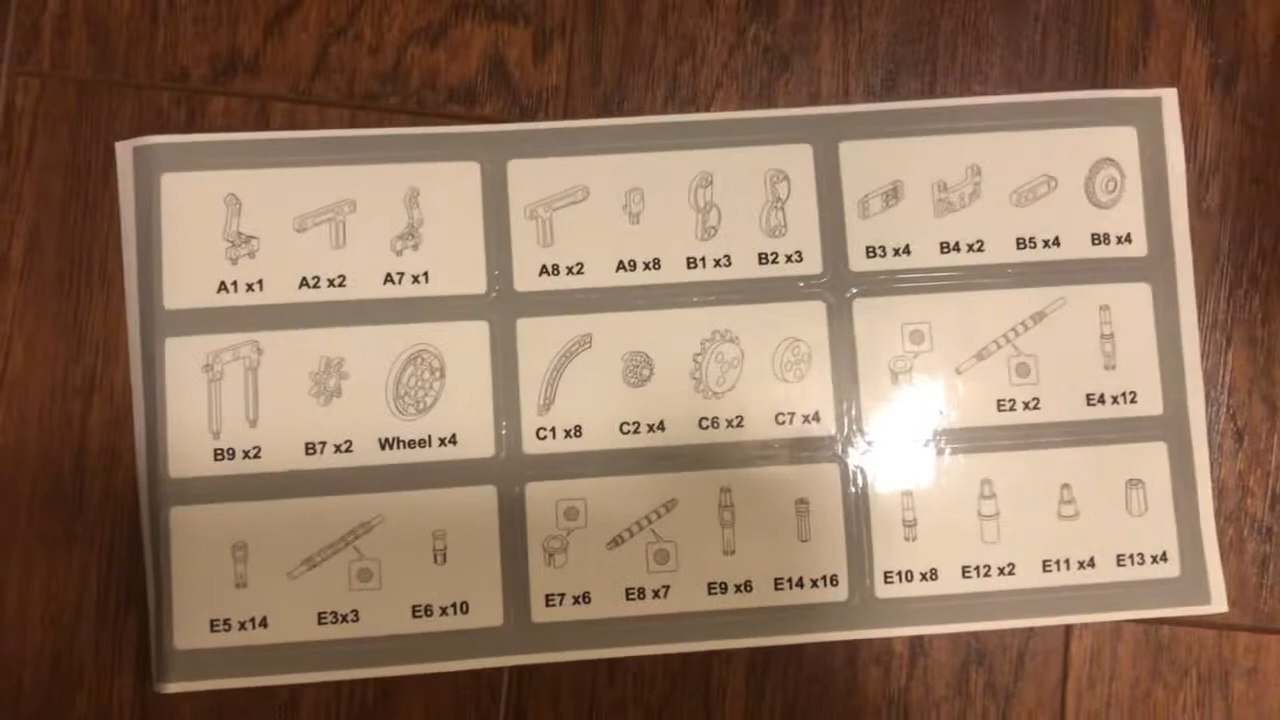 A1 x1 A2 x2 A7 x1
A8 x2 A9 x8 B1 x3 B2 x3
B3 x4 B4 x2 B5 x4 B8 x4
B9 x2 B7 x2 Wheel x4
C1 x8 C2 x4 C6 x2 C7 x4
E2 x2 E4 x12
E5 x14 E3x3 E6 x10
E7 x6 E8 x7 E9 x6 E14 x16
E10 x8 E12 x2 E11 x4 E13 x4